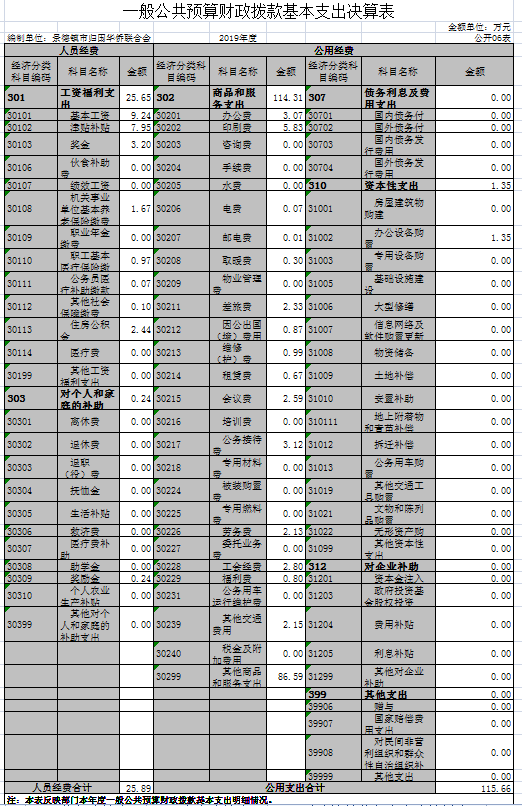 一般公共预算财政拨款基本支出决算表
金额单位：万元
编制单位：景德镇市归国华侨联合会 2019年度 公开06表
人员经费 公用经费
经济分类科目编码 科目名称 金额 经济分类科目编码 科目名称 金额 经济分类科目编码 科目名称 金额
301 工资福利支出 25.65 302 商品和服务支出 114.31 307 债务利息及费用支出 0.00
30101 基本工资 9.24 30201 办公费 3.07 30701 国内债务付 0.00
30102 津贴补贴 7.95 30202 印刷费 5.83 30702 国外债务付 0.00
30103 奖金 3.20 30203 咨询费 0.00 30703 国内债务发行费用 0.00
30106 伙食补助费 0.00 30204 手续费 0.00 30704 国外债务发行费用 0.00
30107 绩效工资 0.00 30205 水费 0.00 310 资本性支出 1.35
30108 机关事业单位基本养老保险缴费 1.67 30206 电费 0.07 31001 房屋建筑物购建 0.00
30109 职业年金缴费 0.00 30207 邮电费 0.01 31002 办公设备购置 1.35
30110 职工基本医疗保险缴 0.97 30208 取暖费 0.30 31003 专用设备购置 0.00
30111 公务员医疗补助缴款 0.07 30209 物业管理费 0.00 31005 基础设施建设 0.00
30112 其他社会保障缴费 0.10 30211 差旅费 2.33 31006 大型修缮 0.00
30113 住房公积金 2.44 30212 因公出国（境）费用 0.87 31007 信息网络及软件购置更新 0.00
30114 医疗费 0.00 30213 维修（护）费 0.99 31008 物资储备 0.00
30199 其他工资福利支出 0.00 30214 租赁费 0.67 31009 土地补偿 0.00
303 对个人和家庭的补助 0.24 30215 会议费 2.59 31010 安置补助 0.00
30301 离休费 0.00 30216 培训费 0.00 310111 地上附着物和青苗补偿 0.00
30302 退休费 0.00 30217 公务接待费 3.12 31012 拆迁补偿 0.00
30303 退职（役）费 0.00 30218 专用材料费 0.00 31013 公务用车购置 0.00
30304 抚恤金 0.00 30224 被装购置费 0.00 31019 其他交通工具购置 0.00
30305 生活补贴 0.00 30225 专用燃料费 0.00 31021 文物和陈列品购置 0.00
30306 救济费 0.00 30226 劳务费 2.13 31022 无形资产购 0.00
30307 医疗费补助 0.00 30227 委托业务费 0.00 31099 其他资本性支出 0.00
30308 助学金 0.00 30228 工会经费 2.80 312 对企业补助 0.00
30309 奖励金 0.24 30229 福利费 0.80 31201 资本金注入 0.00
30310 个人农业生产补贴 0.00 30231 公务用车运行维护费 0.00 31203 政府投资基金股权投资 0.00
30399 其他对个人和家庭的补助支出 0.00 30239 其他交通费用 2.15 31204 费用补贴 0.00
30240 税金及附加费用 0.00 31205 利息补贴 0.00
30299 其他商品和服务支出 86.59 31299 其他对企业补助 0.00
399 其他支出 0.00
39906 赠与 0.00
39907 国家赔偿费用支出 0.00
39908 对民间非营利组织和群众性自治组织补 0.00
39999 其他支出 0.00
人员经费合计 25.89 公用支出合计 115.66
注：本表反映部门本年度一般公共预算财政拨款基本支出明细情况。